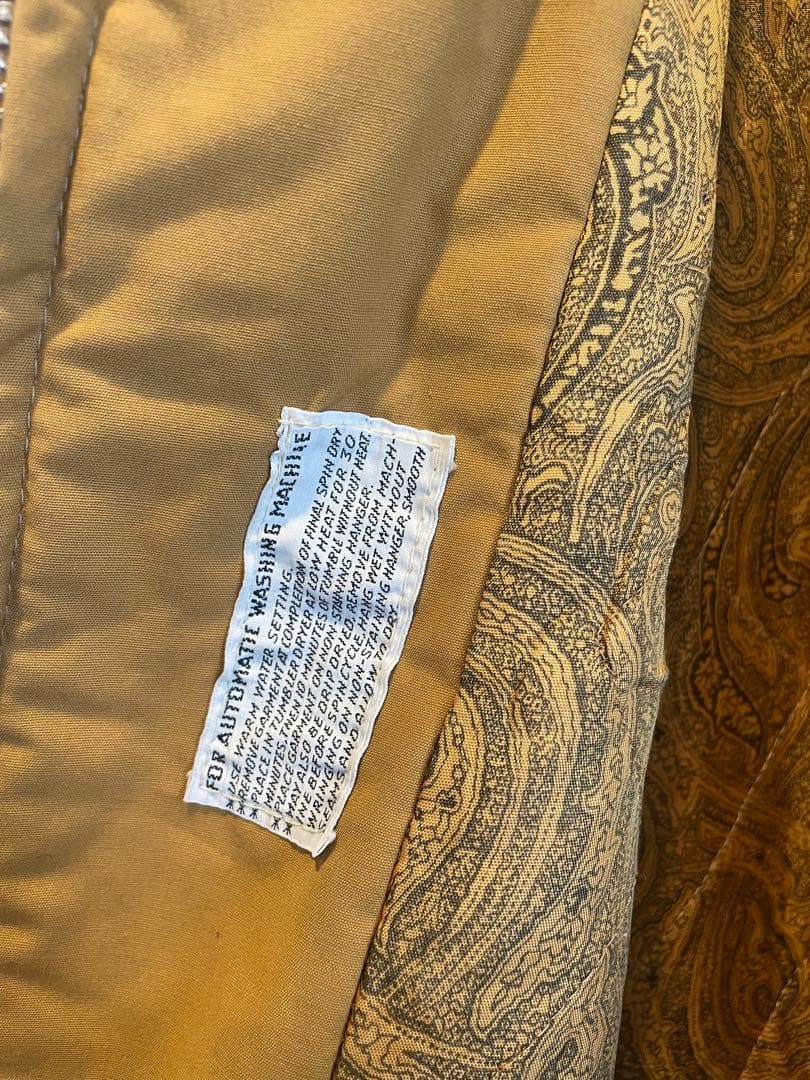 FOR AUTOMATIC WASHING MACHINE
*USE WARM WATER SETTING.
*REMOVE GARMENT AT COMPLETION OF FINAL SPIN DRY
*PLACE IN TUMBLER DRYER AT LOW HEAT FOR 30
MINUTES, THEN 10 MINUTES OF TUMBLE WITHOUT HEAT.
*PLACE GARMENT ON NON-STAINING HANGER.
*MAY ALSO BE DRIP DRIED. REMOVE FROM MACH-
INE BEFORE SPIN CYCLE. HANG WET WITHOUT
WRINGING ON NON-STAINING HANGER. SMOOTH
SEAMS AND ALLOW TO DRY